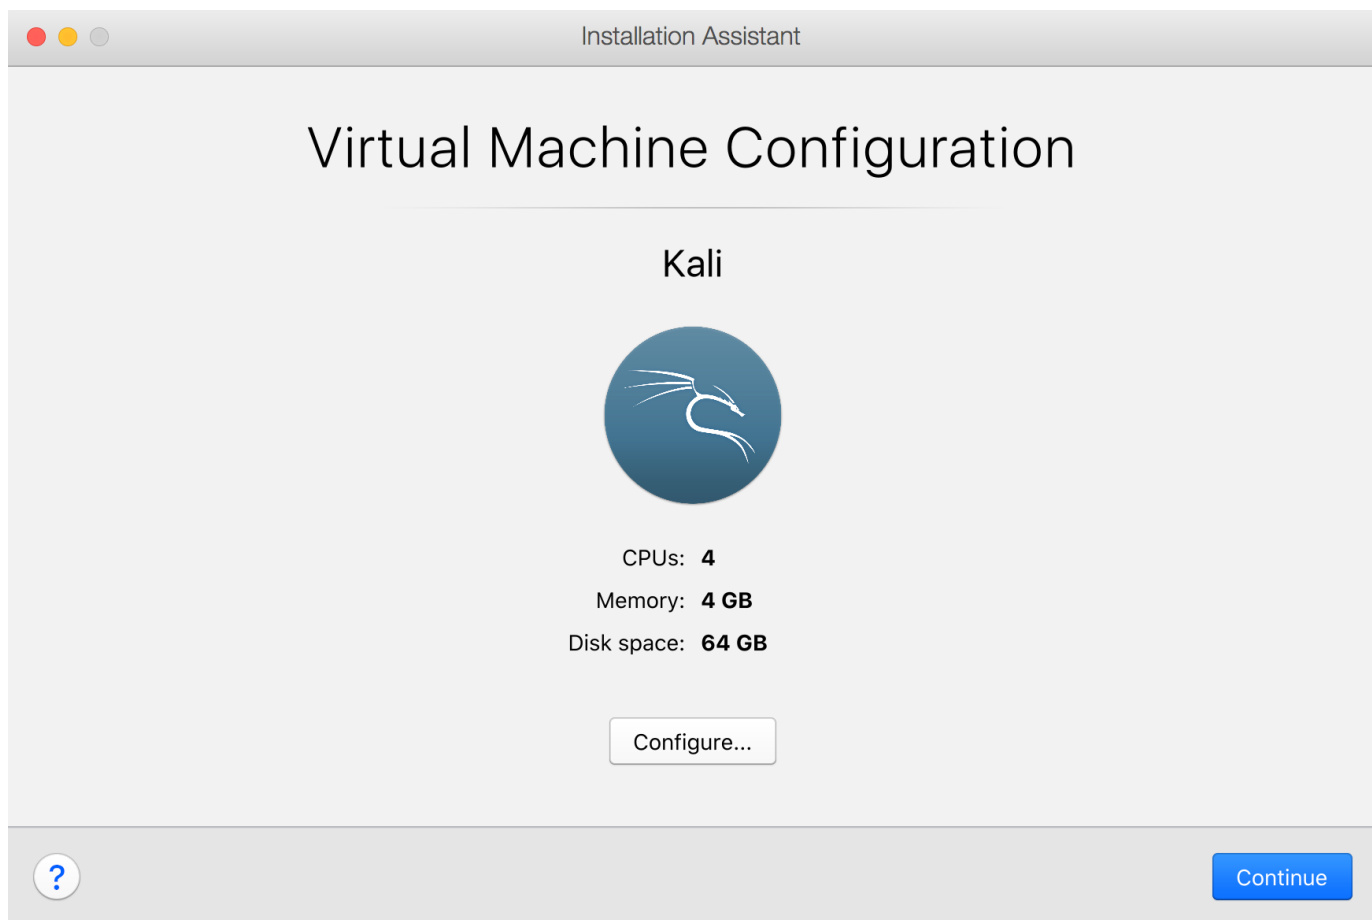 Installation Assistant
Virtual Machine Configuration
Kali
CPUs: 4
Memory: 4 GB
Disk space: 64 GB
Configure...
?
Continue